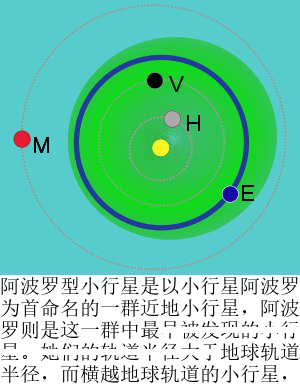 V
H
M
E
阿波罗型小行星是以小行星阿波罗
为首命名的一群近地小行星，阿波
罗则是这一群中最 被发现的小行
星。她们的轨道半径大于地球轨道
半径，而横越地球轨道的小行星，